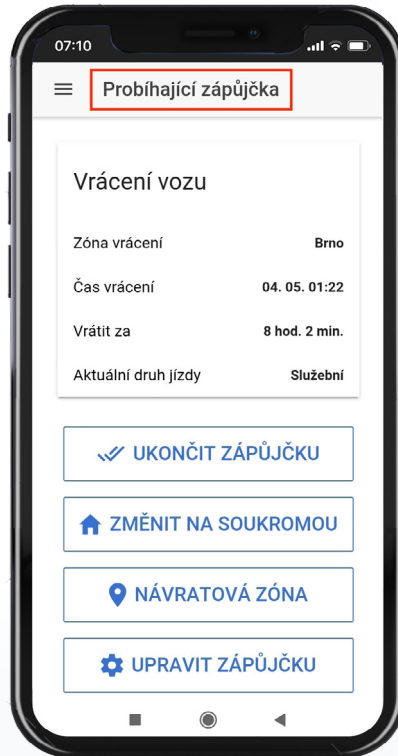 07:10
Probíhající zápůjčka
Vrácení vozu
Zóna vrácení Brno
Čas vrácení 04. 05. 01:22
Vrátit za 8 hod. 2 min.
Aktuální druh jízdy Služební
UKONČIT ZÁPŮJČKU
ZMĚNIT NA SOUKROMOU
NÁVRATOVÁ ZÓNA
UPRAVIT ZÁPŮJČKU